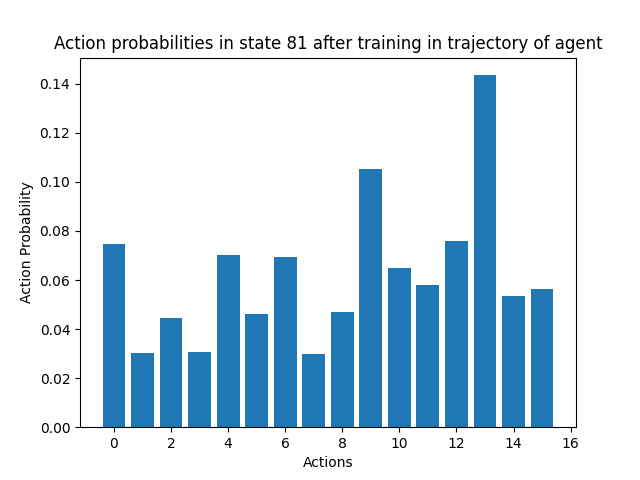 Action probabilities in state 81 after training in trajectory of agent
0.14
0.12
0.10
0.08
0.06
0.04
0.02
0.00
Action Probability
0 2 4 6 8 10 12 14 16
Actions